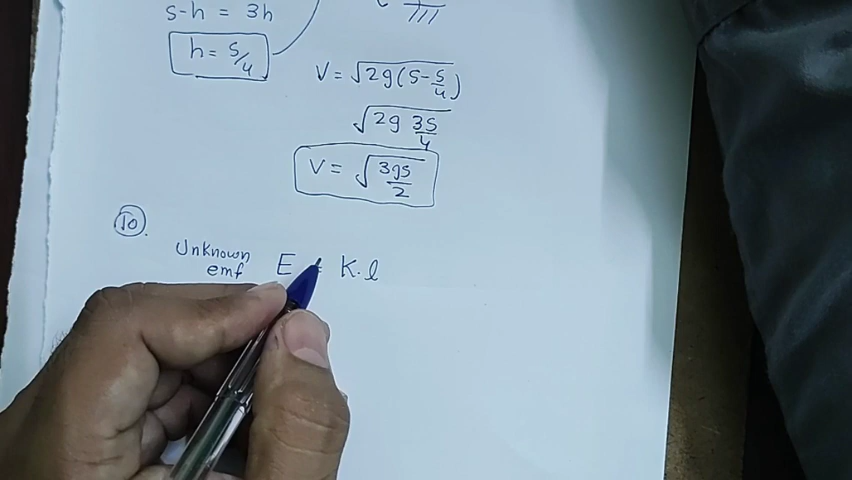 s-h = 3h
h = s/4
V = √2g(s-s/4)
√2g 3s/4
V = √3gs/2
10.
Unknown emf E = K.l